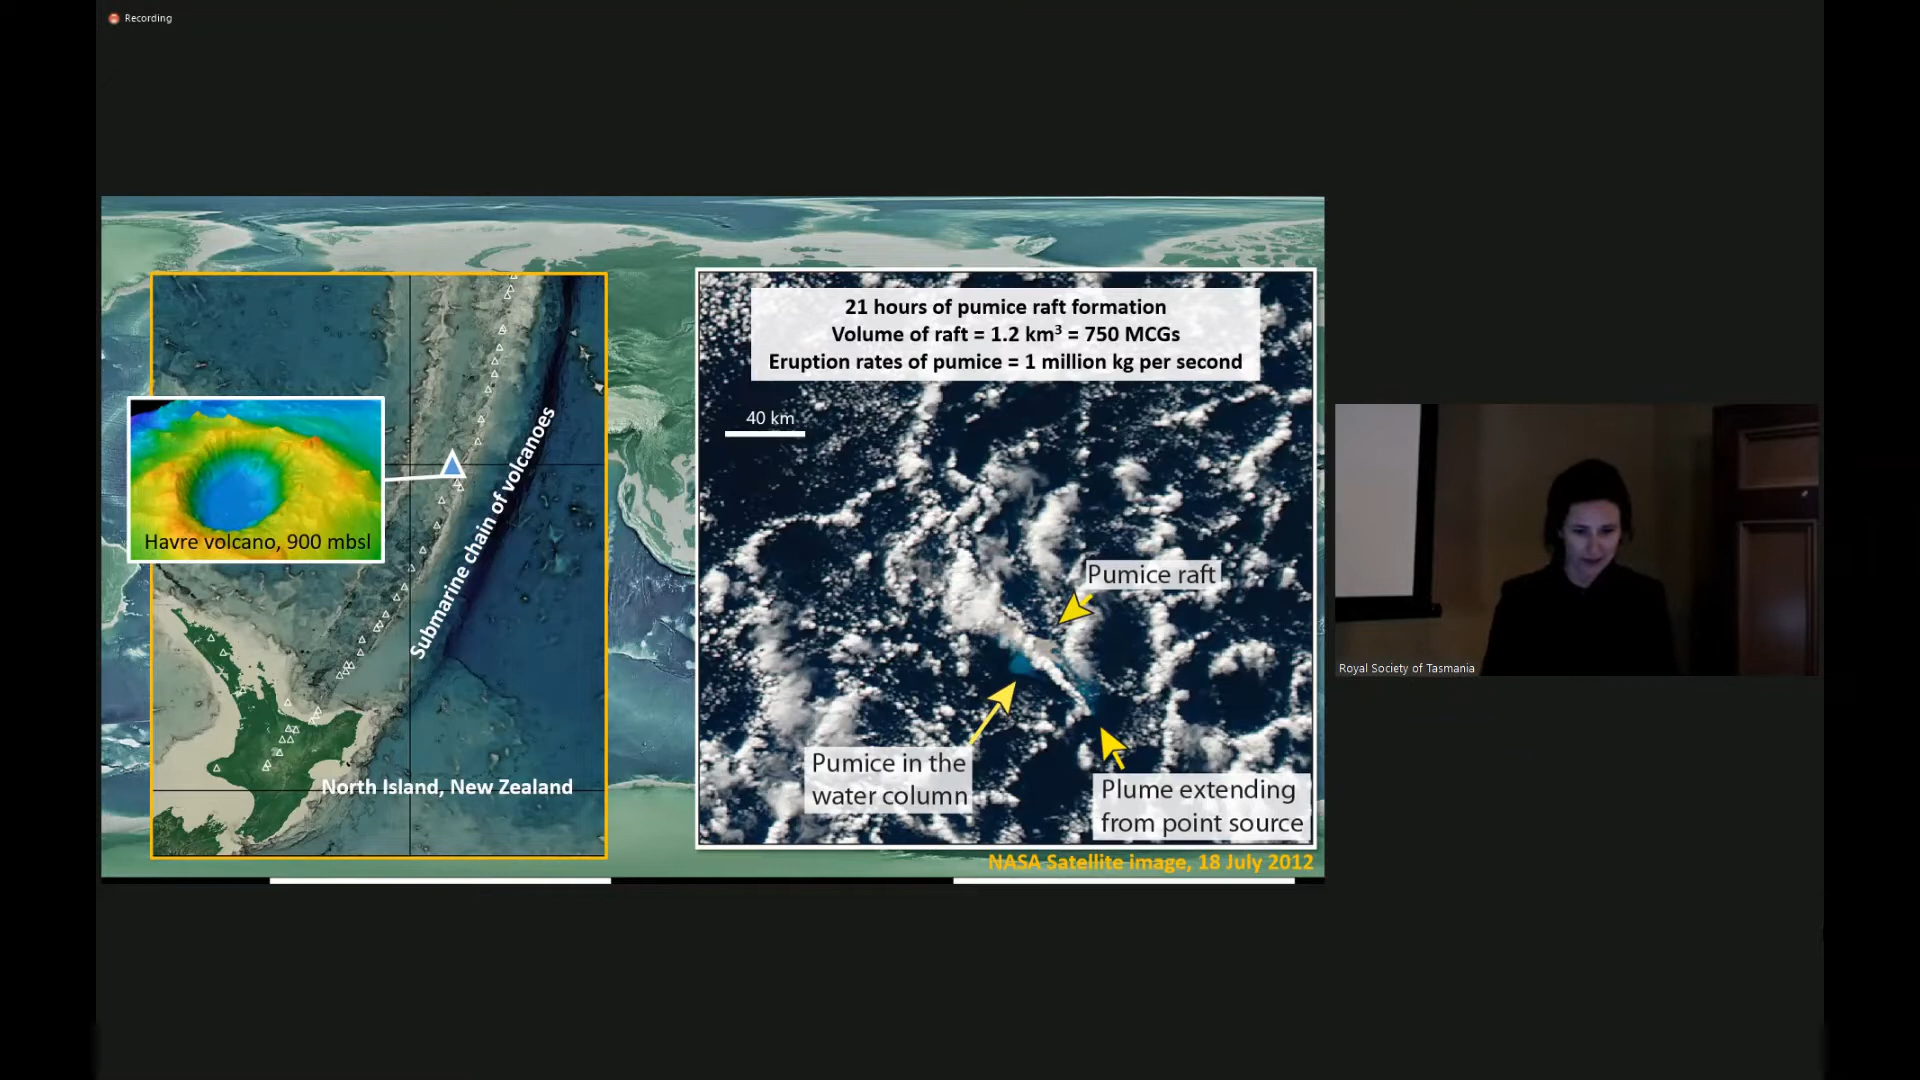 Recording
21 hours of pumice raft formation
Volume of raft = 1.2 km³ = 750 MCGs
Eruption rates of pumice = 1 million kg per second
40 km
Submarine chain of volcanoes
Havre volcano, 900 mbsl
Pumice raft
Pumice in the
water column
Plume extending
from point source
North Island, New Zealand
NASA Satellite image, 18 July 2012
Royal Society of Tasmania